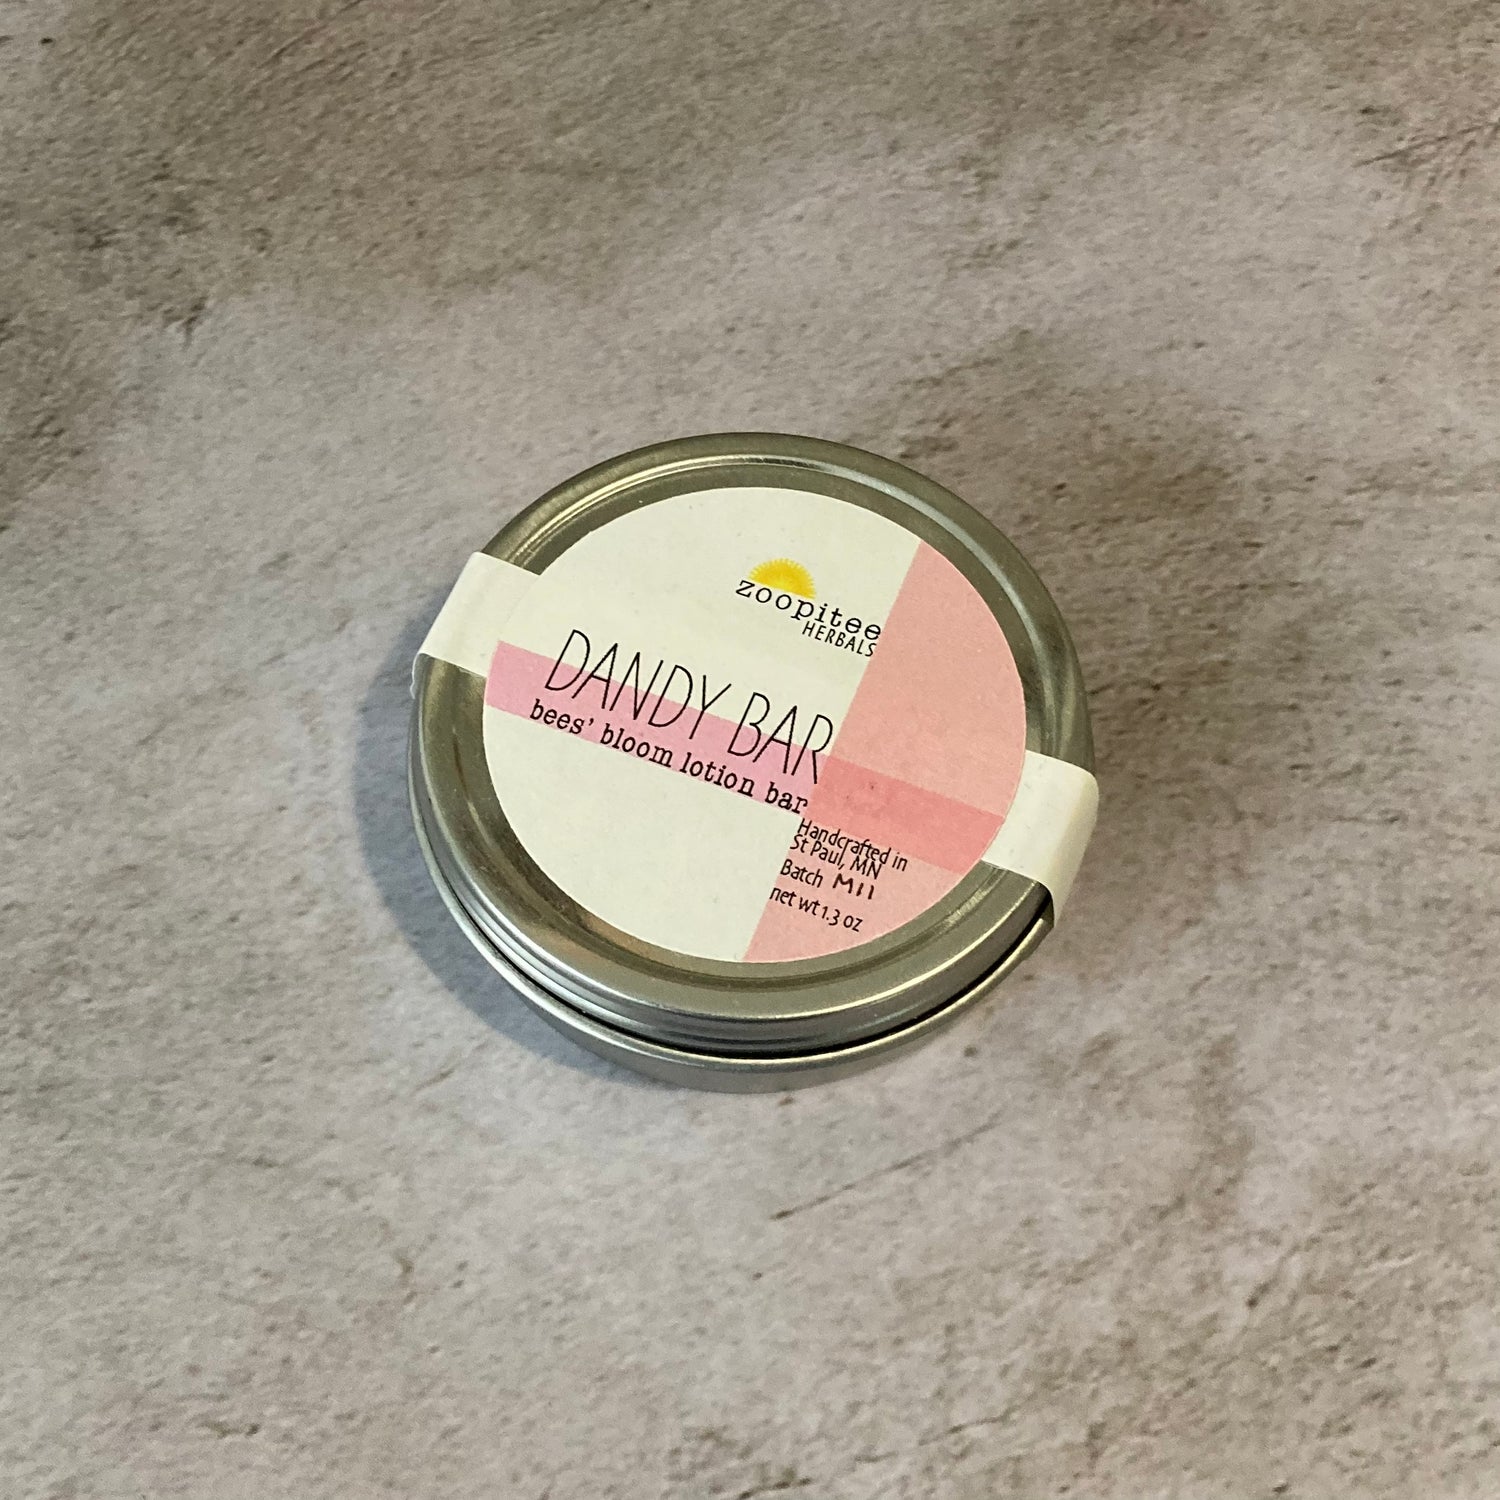 zoopitee
HERBALS
DANDY BAR
bees' bloom lotion bar
Handcrafted in
St Paul, MN
Batch M11
net wt 1.3 oz